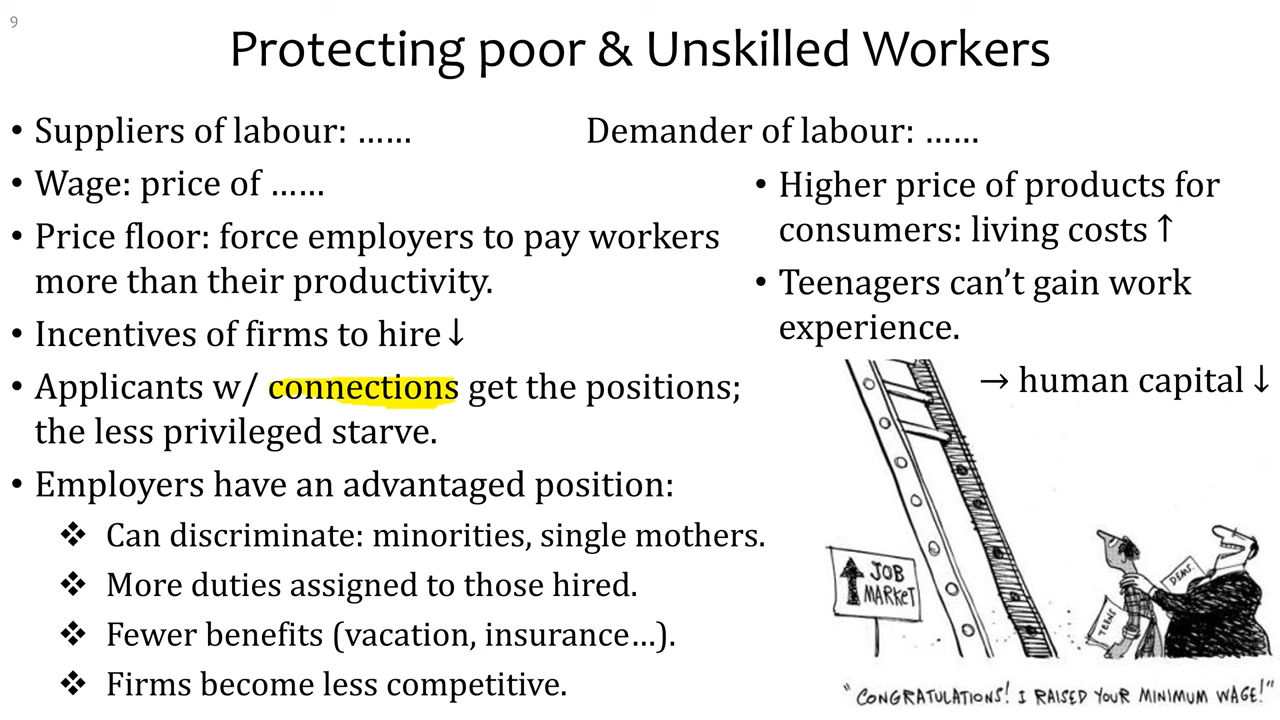 9
Protecting poor & Unskilled Workers
• Suppliers of labour: ……
Demander of labour: ……
• Wage: price of ……
• Price floor: force employers to pay workers
more than their productivity.
• Incentives of firms to hire↓
• Applicants w/ connections get the positions;
the less privileged starve.
• Employers have an advantaged position:
❖ Can discriminate: minorities, single mothers.
❖ More duties assigned to those hired.
❖ Fewer benefits (vacation, insurance…).
❖ Firms become less competitive.
• Higher price of products for
consumers: living costs ↑
• Teenagers can’t gain work
experience.
→ human capital ↓
JOB
MARKET
TEENS
DEMS.
"CONGRATULATIONS! I RAISED YOUR MINIMUM WAGE!"